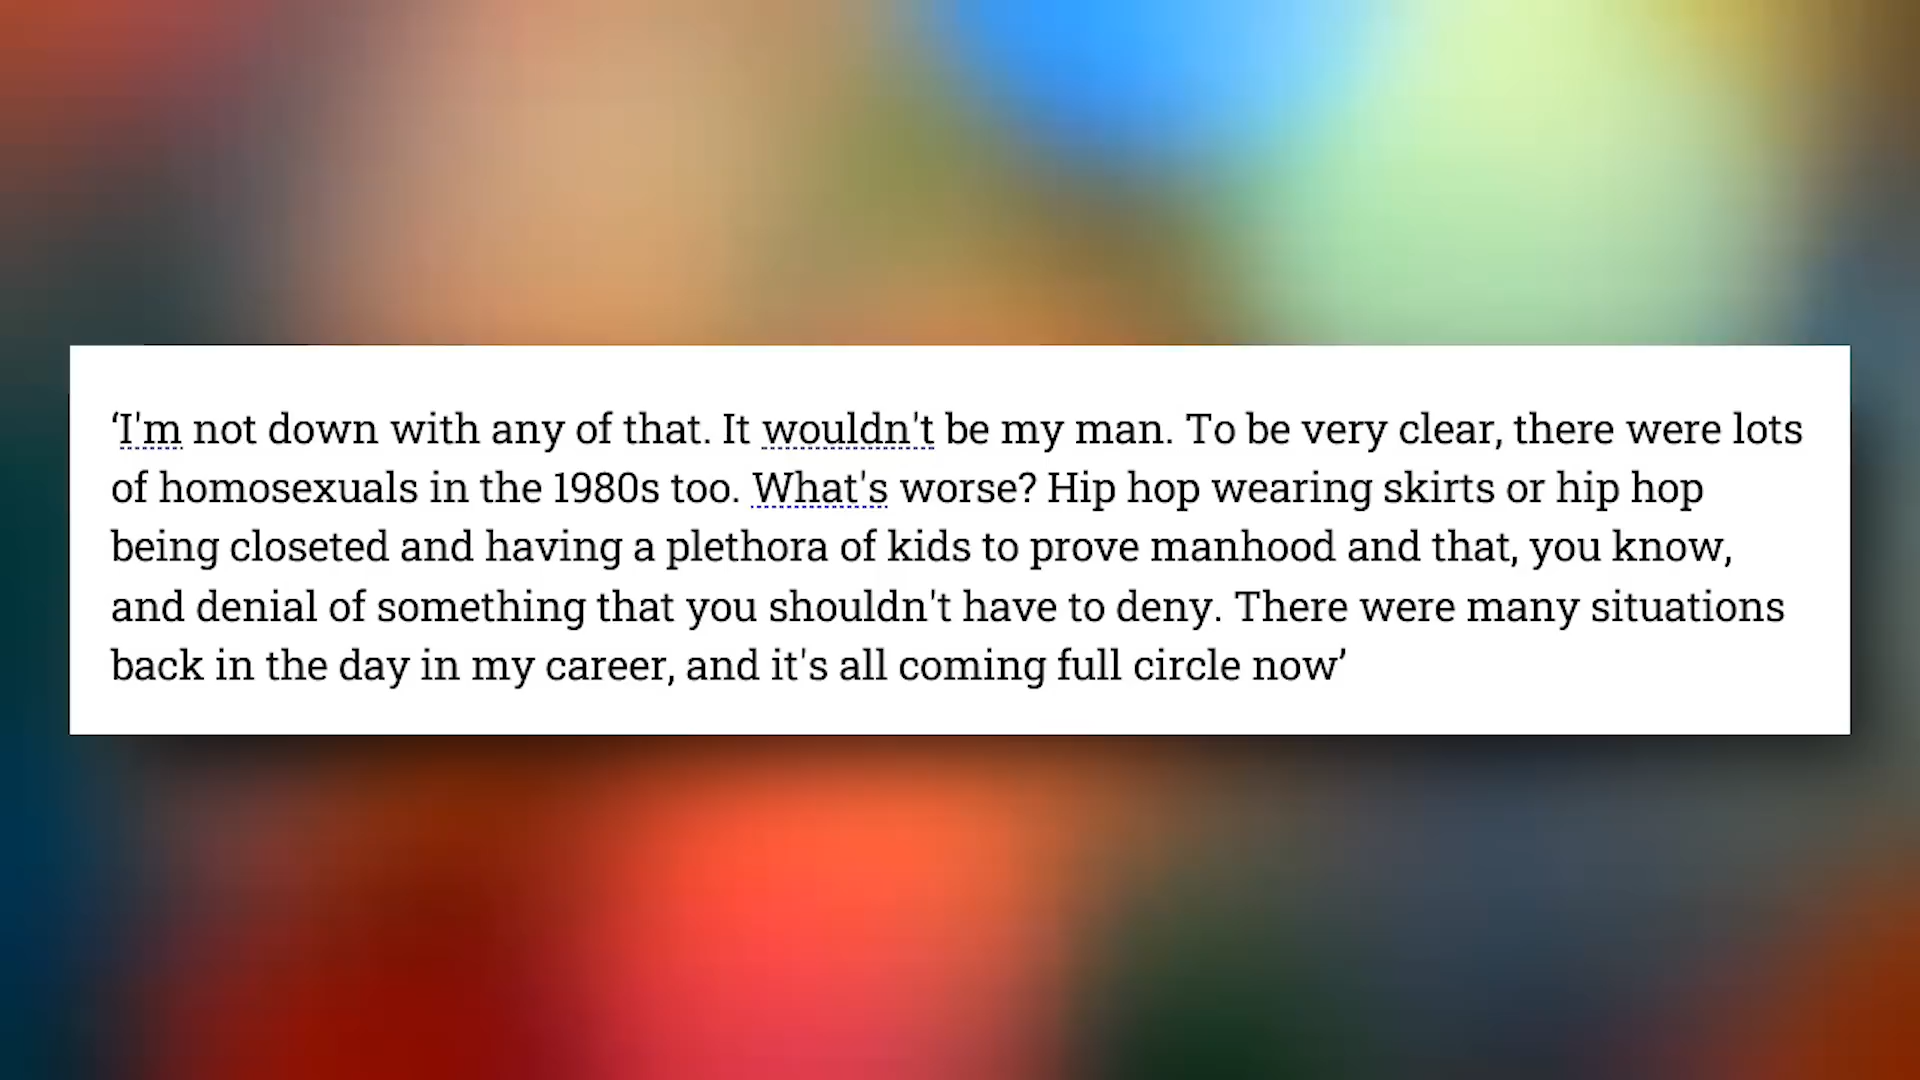 ‘I'm not down with any of that. It wouldn't be my man. To be very clear, there were lots
of homosexuals in the 1980s too. What's worse? Hip hop wearing skirts or hip hop
being closeted and having a plethora of kids to prove manhood and that, you know,
and denial of something that you shouldn't have to deny. There were many situations
back in the day in my career, and it's all coming full circle now’